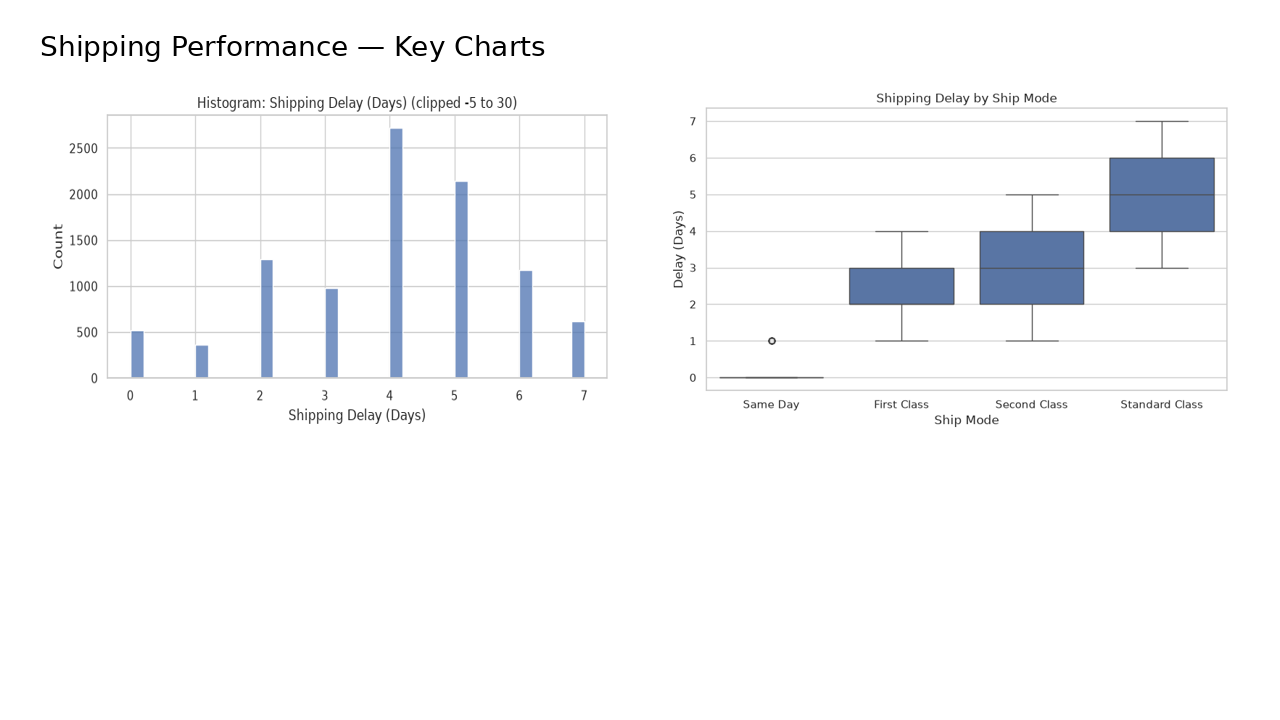 Shipping Performance — Key Charts
Histogram: Shipping Delay (Days) (clipped -5 to 30)
Count
2500
2000
1500
1000
500
0
0 1 2 3 4 5 6 7
Shipping Delay (Days)
Shipping Delay by Ship Mode
Delay (Days)
7
6
5
4
3
2
1
0
Same Day First Class Second Class Standard Class
Ship Mode